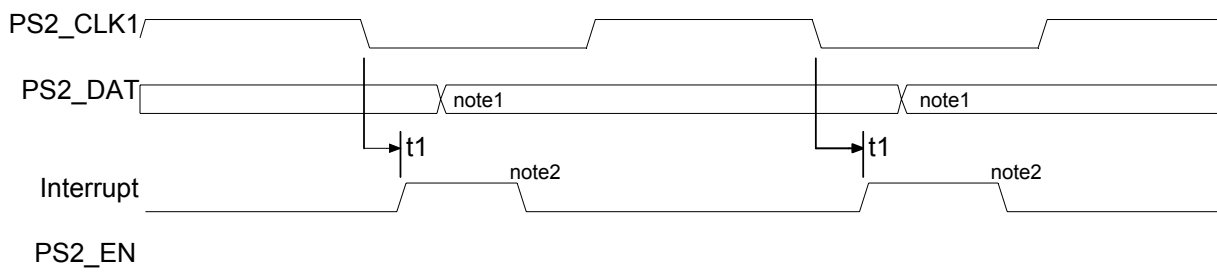 PS2_CLK1
PS2_DAT
note1
note1
t1
t1
Interrupt
note2
note2
PS2_EN